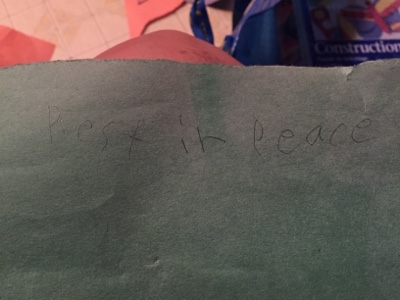 Construction
Rest in Peace